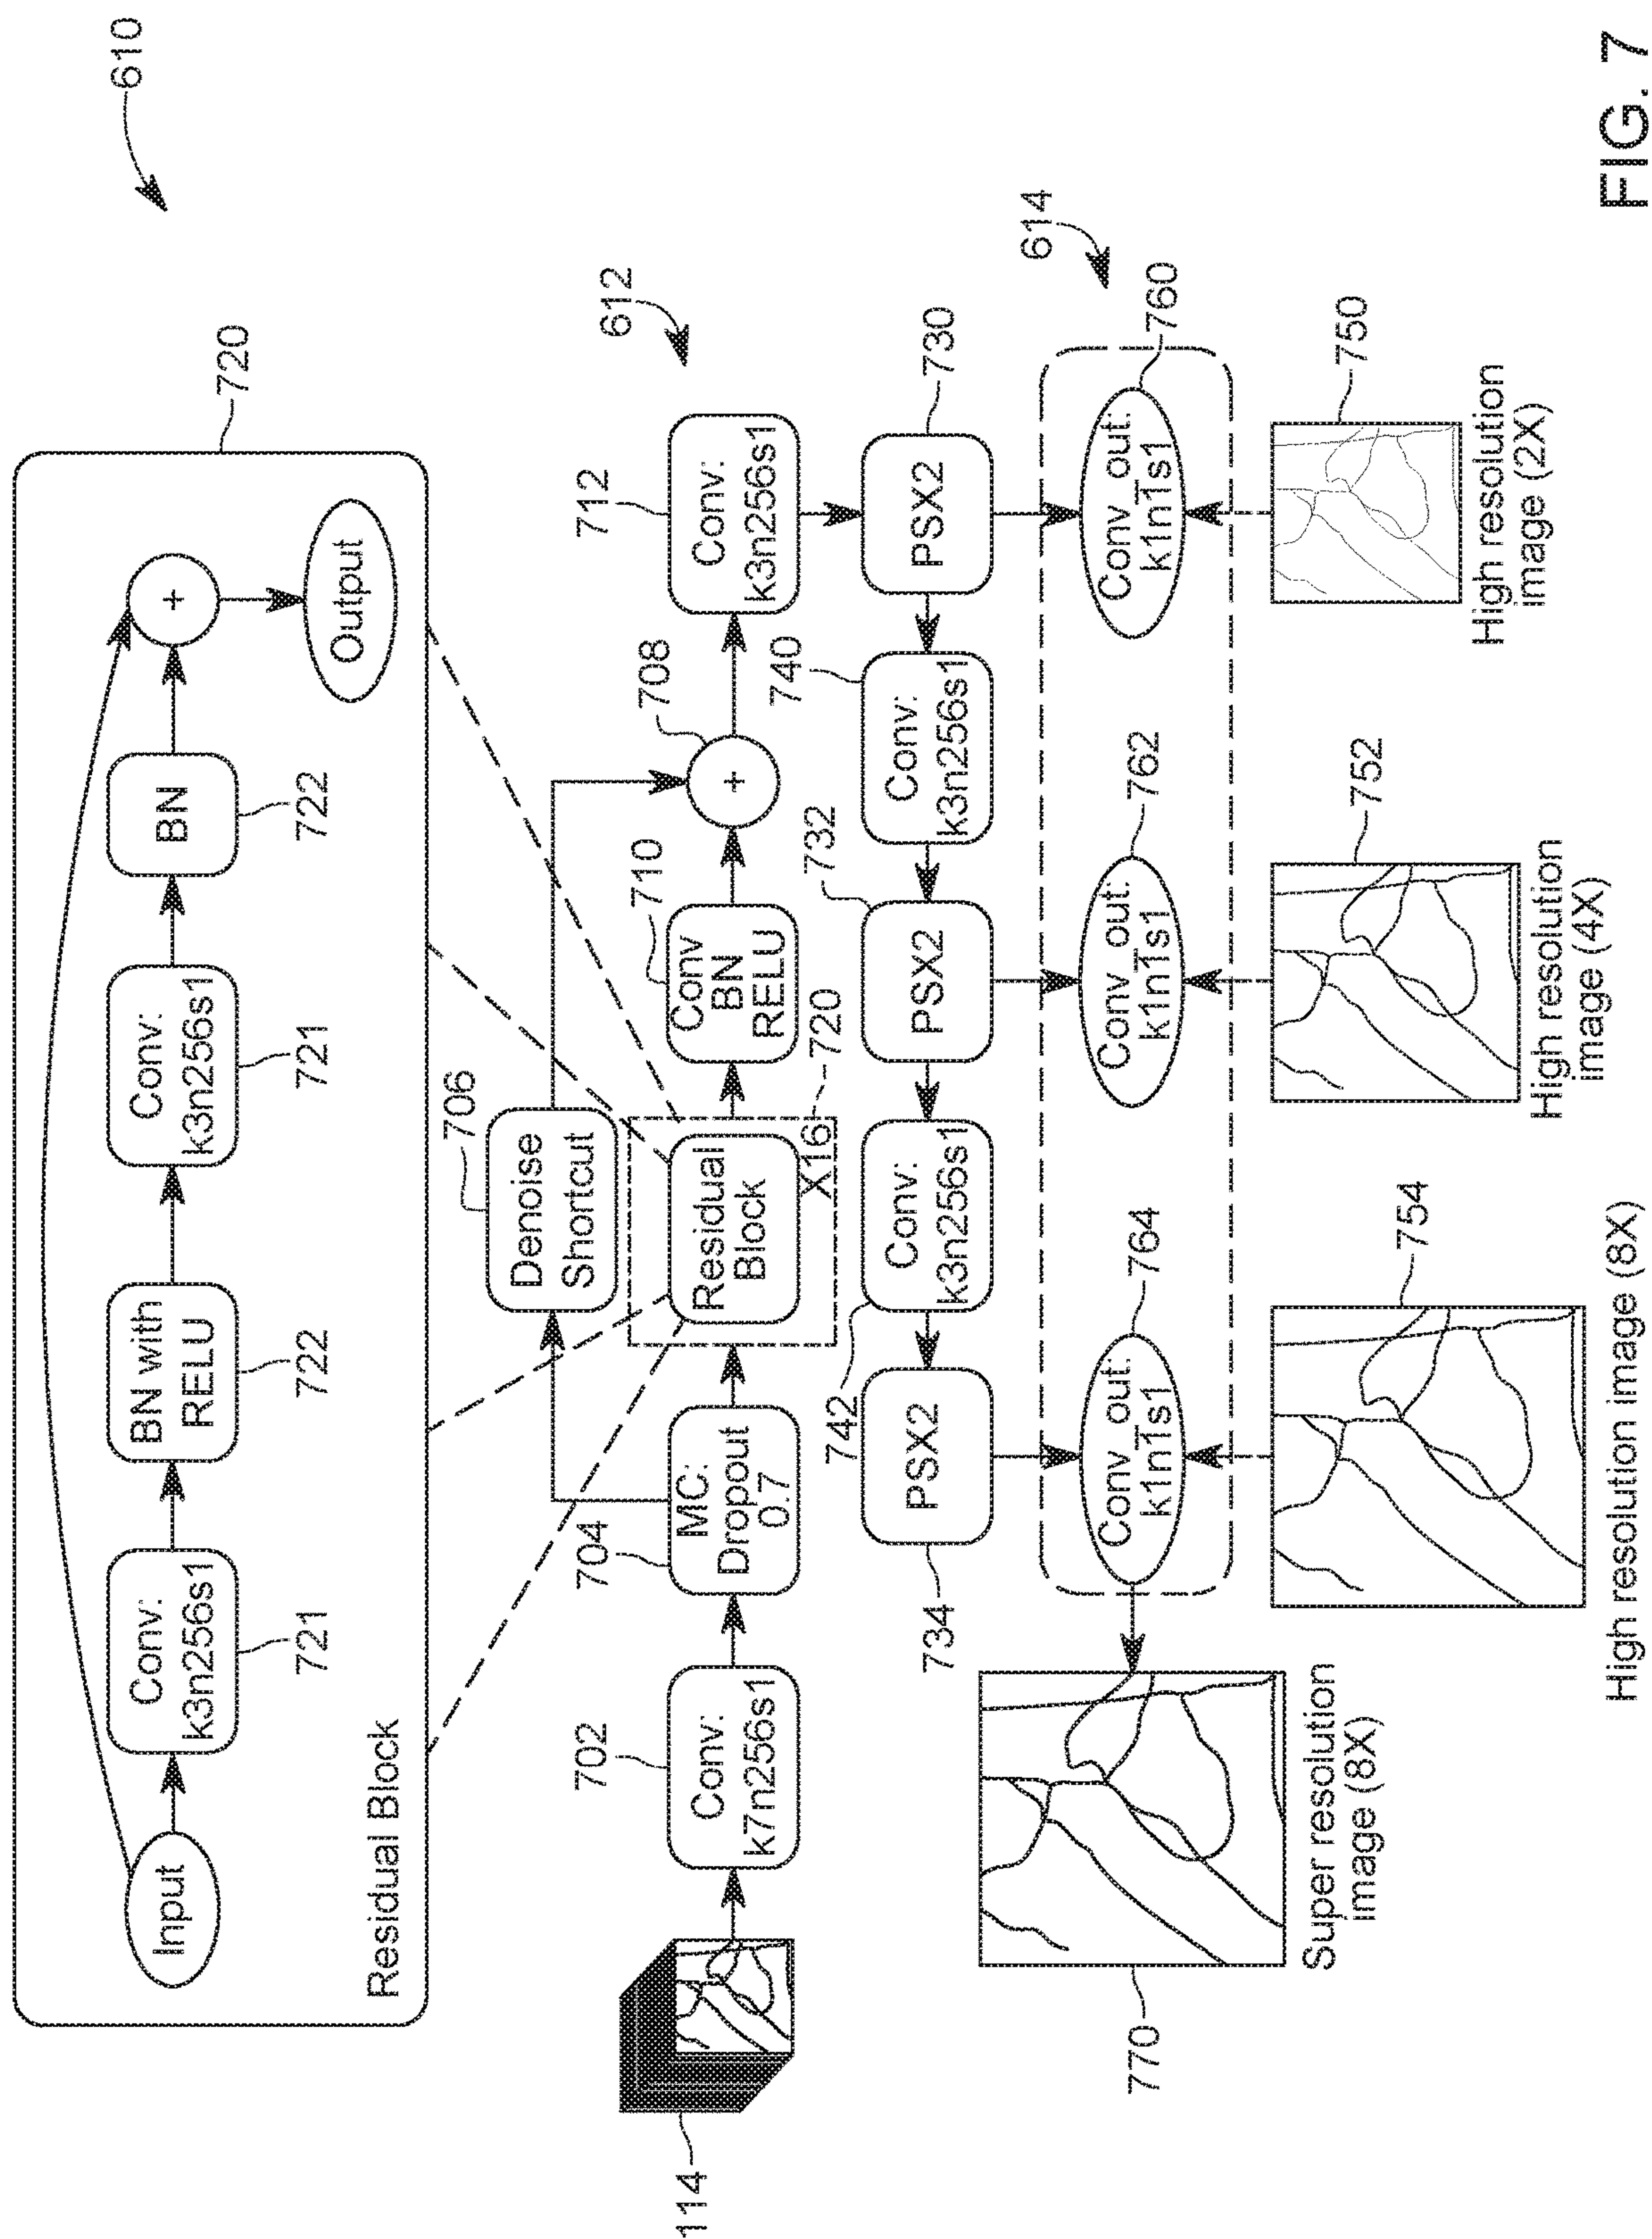 610
720
Input
Conv:
k3n256s1
721
BN with
RELU
722
Conv:
k3n256s1
721
BN
722
+
Output
Residual Block
612
114
702
Conv:
k7n256s1
704
MC:
Dropout
0.7
706
Denoise
Shortcut
Residual
Block
X16
720
710
Conv
BN
RELU
708
+
712
Conv:
k3n256s1
730
PSX2
740
Conv:
k3n256s1
732
PSX2
742
Conv:
k3n256s1
734
PSX2
614
764
Conv_out:
k1n1s1
762
Conv_out:
k1n1s1
760
Conv_out:
k1n1s1
770
Super resolution
image (8X)
754
High resolution image (8X)
752
High resolution
image (4X)
750
High resolution
image (2X)
FIG. 7